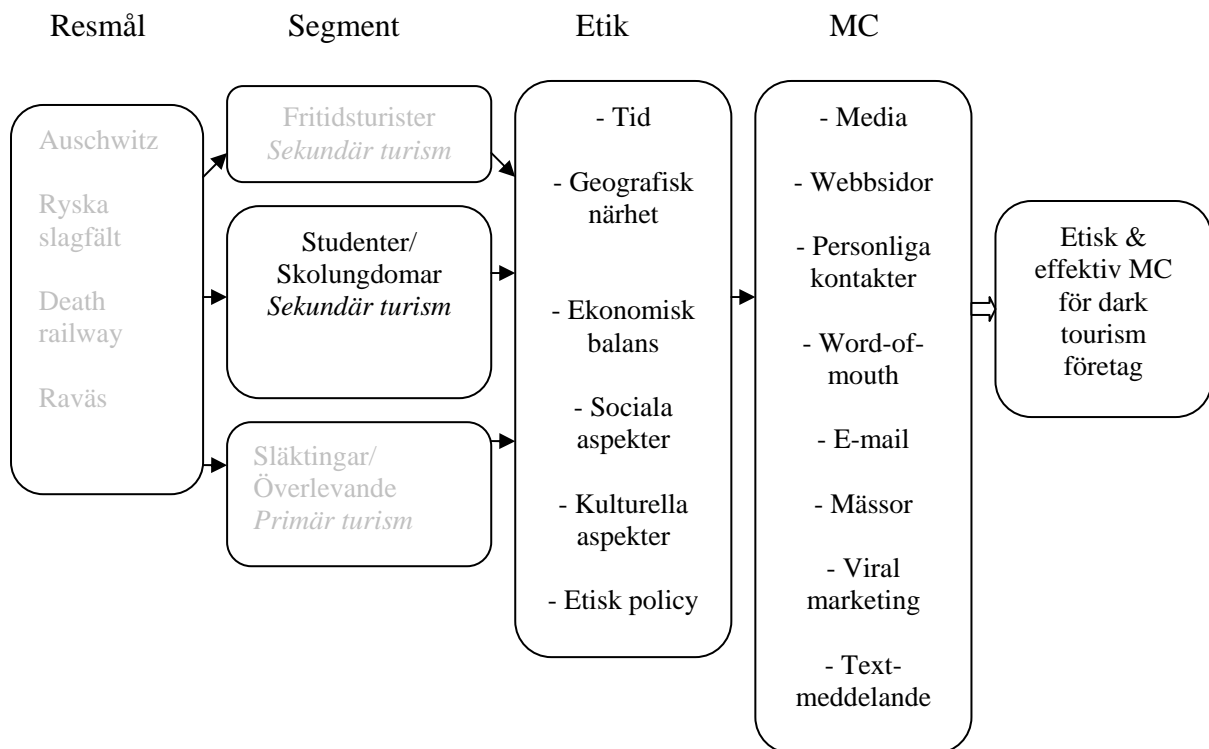 Resmål
Segment
Etik
MC
Auschwitz
Ryska
slagfält
Death
railway
Raväs
Fritidsturister
Sekundär turism
Studenter/
Skolungdomar
Sekundär turism
Släktingar/
Överlevande
Primär turism
- Tid
- Geografisk
närhet
- Ekonomisk
balans
- Sociala
aspekter
- Kulturella
aspekter
- Etisk policy
- Media
- Webbsidor
- Personliga
kontakter
- Word-of-
mouth
- E-mail
- Mässor
- Viral
marketing
- Text-
meddelande
Etisk &
effektiv MC
för dark
tourism
företag